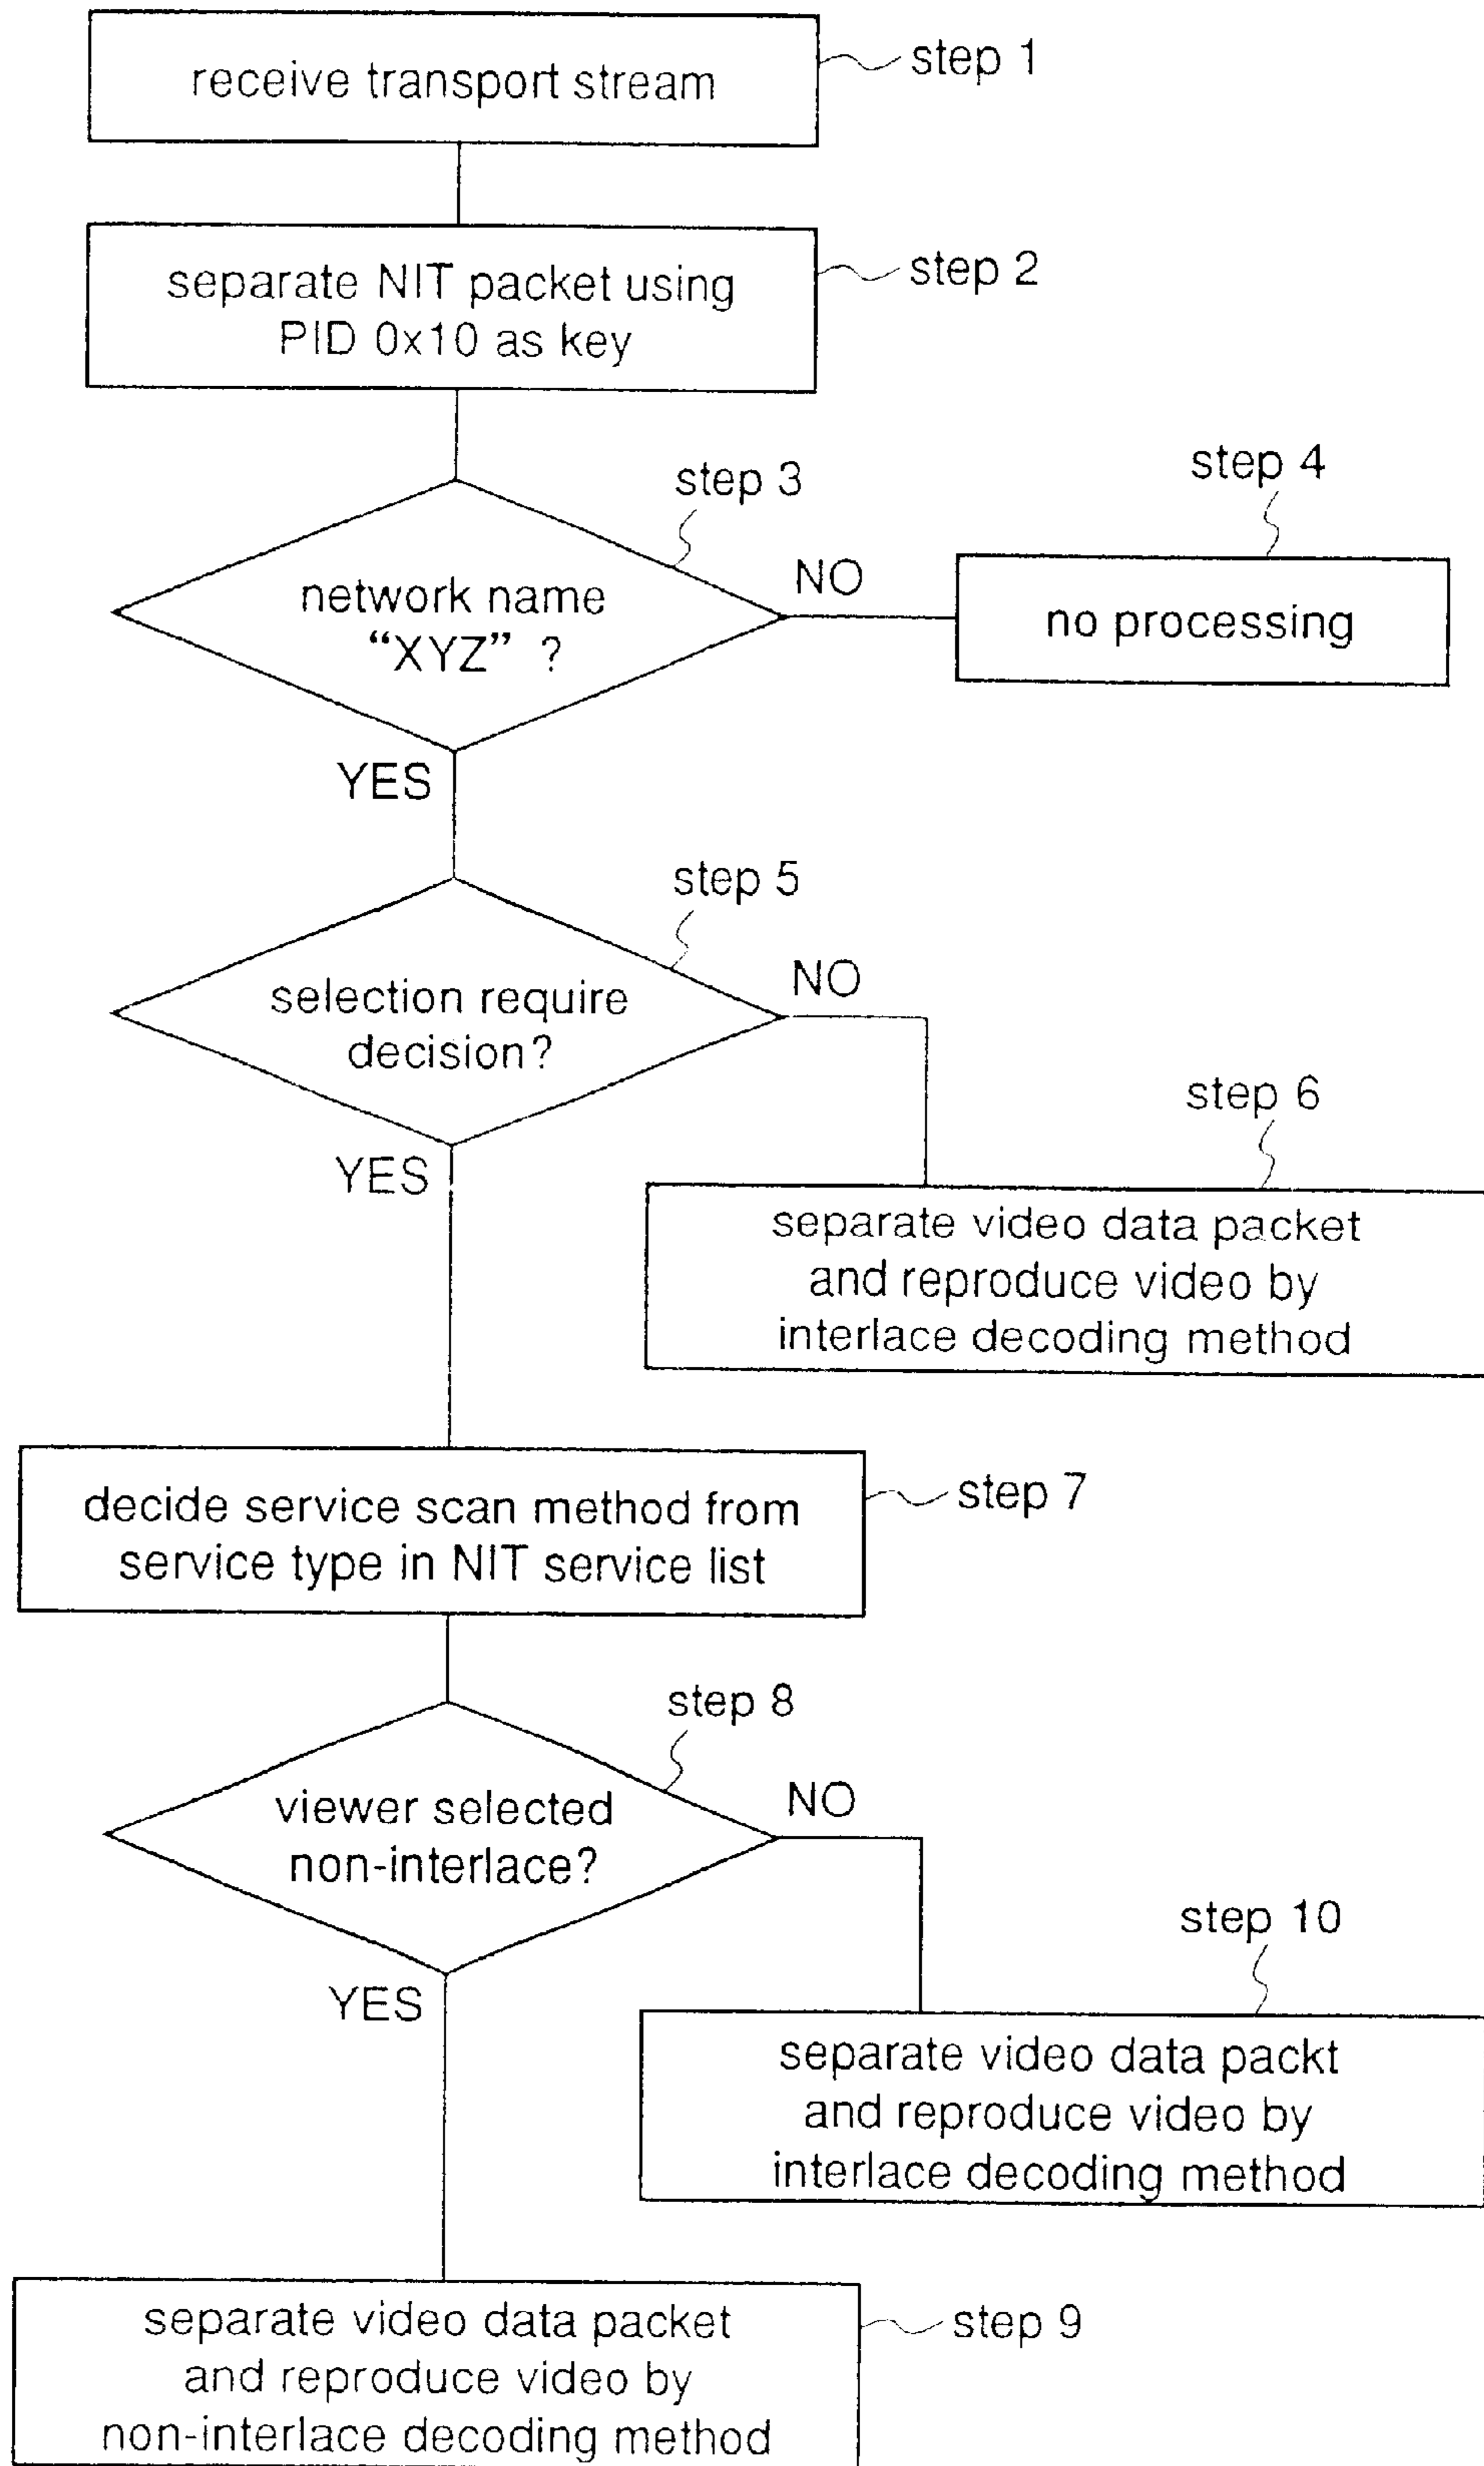 receive transport stream
step 1
separate NIT packet using
PID 0x10 as key
step 2
step 3
network name
“XYZ” ?
NO
step 4
no processing
YES
step 5
selection require
decision?
NO
step 6
separate video data packet
and reproduce video by
interlace decoding method
YES
decide service scan method from
service type in NIT service list
step 7
step 8
viewer selected
non-interlace?
NO
step 10
separate video data packt
and reproduce video by
interlace decoding method
YES
separate video data packet
and reproduce video by
non-interlace decoding method
step 9